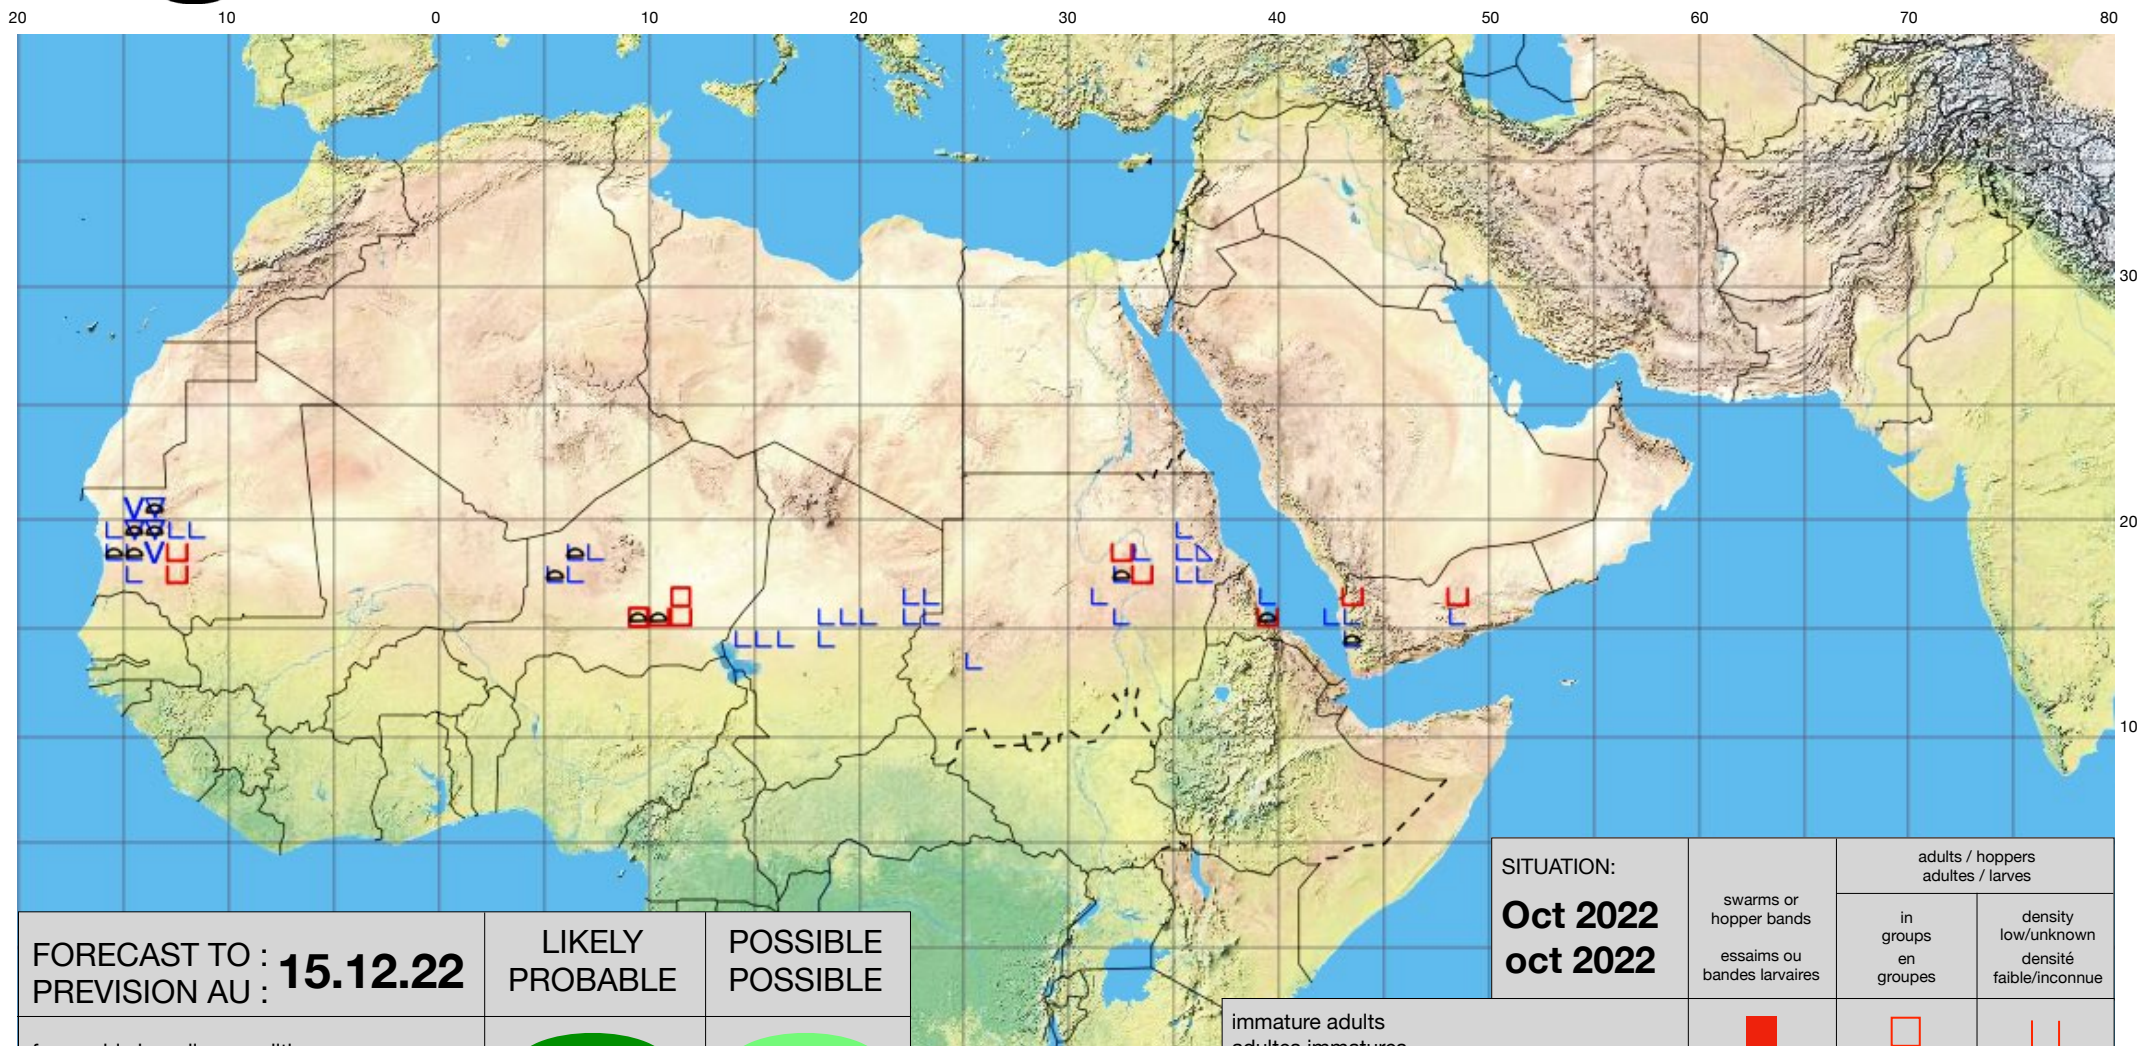 20 10 0 10 20 30 40 50 60 70 80
30
20
10
SITUATION:
Oct 2022
oct 2022
swarms or
hopper bands
essaims ou
bandes larvaires
adults / hoppers
adultes / larves
in
groups
en
groupes
density
low/unknown
densité
faible/inconnue
FORECAST TO :
PREVISION AU :
15.12.22
LIKELY
PROBABLE
POSSIBLE
POSSIBLE
immature adults
adultes immatures